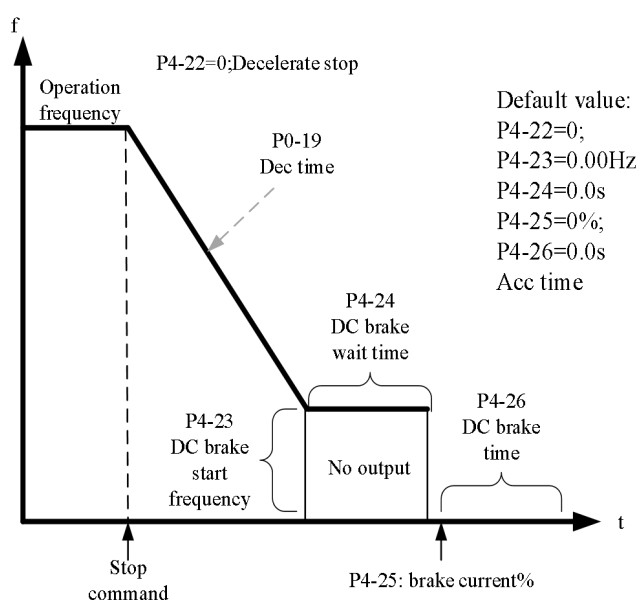 f
P4-22=0;Decelerate stop
Operation
frequency
P0-19
Dec time
Default value:
P4-22=0;
P4-23=0.00Hz
P4-24=0.0s
P4-25=0%;
P4-26=0.0s
Acc time
P4-24
DC brake
wait time
P4-23
DC brake
start
frequency
No output
P4-26
DC brake
time
t
Stop
command
P4-25: brake current%